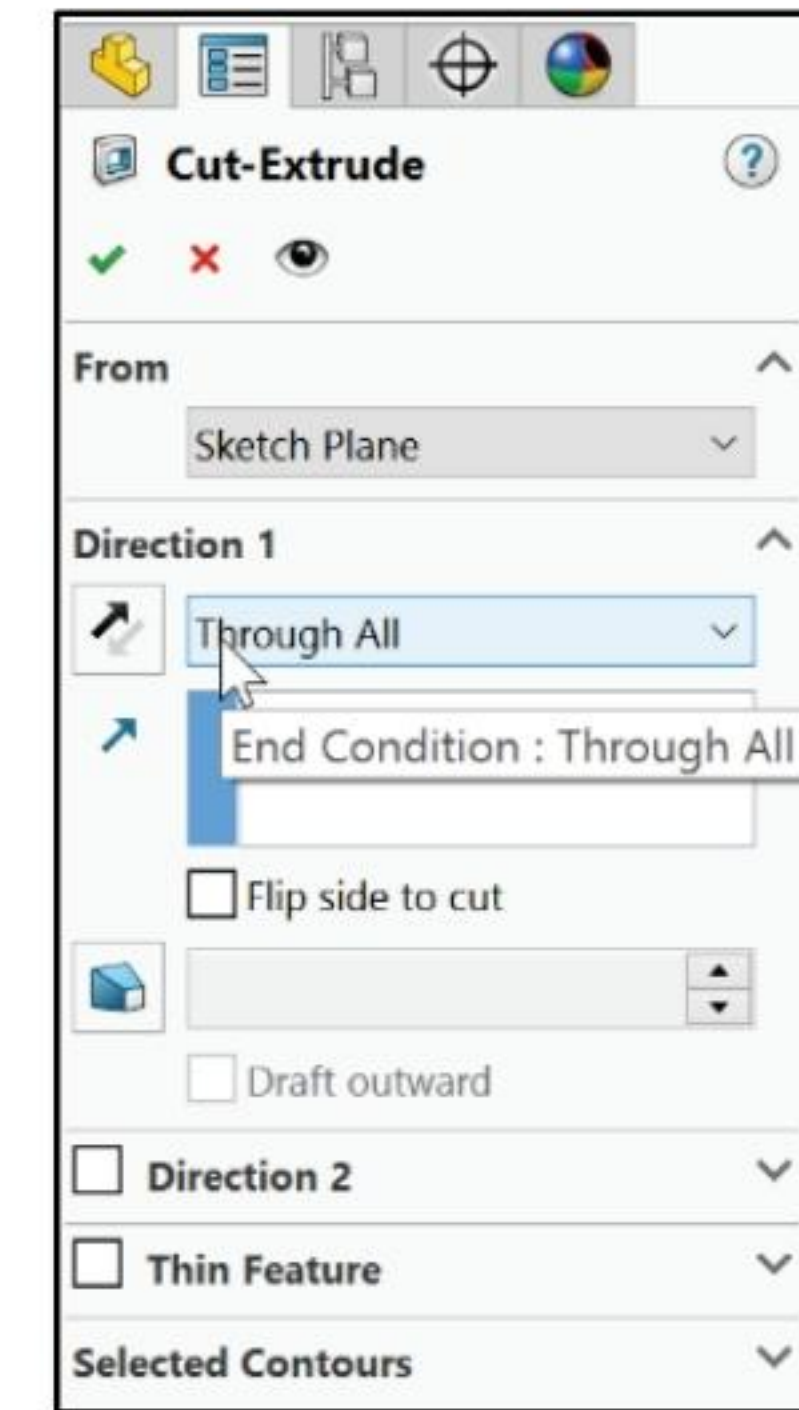 Cut-Extrude
?
From
Sketch Plane
Direction 1
Through All
End Condition : Through All
Flip side to cut
Draft outward
Direction 2
Thin Feature
Selected Contours